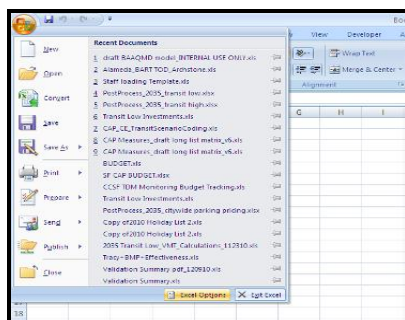 Boo
View
Developer
New
Open
Convert
Save
Save As
Print
Prepare
Send
Publish
Close
Recent Documents
1 draft BAAQMD model_INTERNAL USE ONLY.xls
2 Alameda_BART TOD_Archstone.xls
3 Staff loading Template.xls
4 PostProcess_2035_transit low.xlsx
5 PostProcess_2035_transit high.xlsx
6 Transit Low Investments.xls
7 CAP_CE_TransitScenarioCoding.xls
8 CAP Measures_draft long list matrix_v6.xls
9 CAP Measures_draft long list matrix_v5.xls
BUDGET.xls
SF CAP BUDGET.xls
CCSF TDM Monitoring Budget Tracking.xls
Transit Low Investments.xls
PostProcess_2035_citywide parking pricing.xlsx
Copy of2010 Holiday List 2.xls
Copy of2010 Holiday List 2.xls
2035 Transit Low_VMT_Calculations_112310.xls
Tracy+BMP+Effectiveness.xls
Validation Summary pdf_120910.xls
Validation Summary.xls
Excel Options
Exit Excel
Wrap Text
Merge & Center
Alignment
G H I
17
18